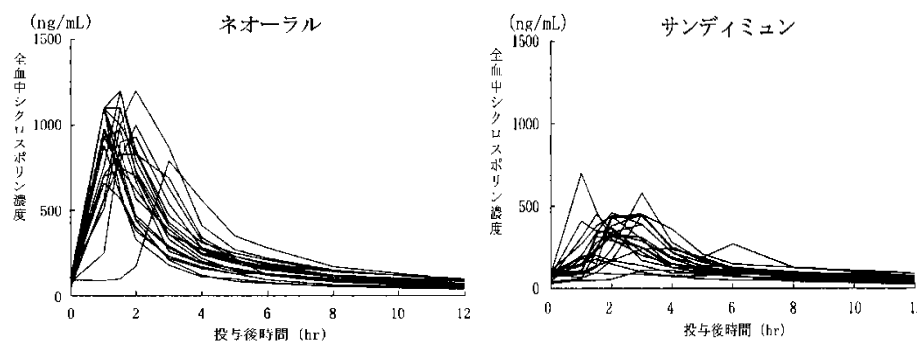 ネオーラル
(ng/mL)
1500
1000
500
0
全血中シクロスポリン濃度
0 2 4 6 8 10 12
投与後時間 (hr)
サンディミュン
(ng/mL)
1500
1000
500
0
全血中シクロスポリン濃度
0 2 4 6 8 10 1
投与後時間 (hr)